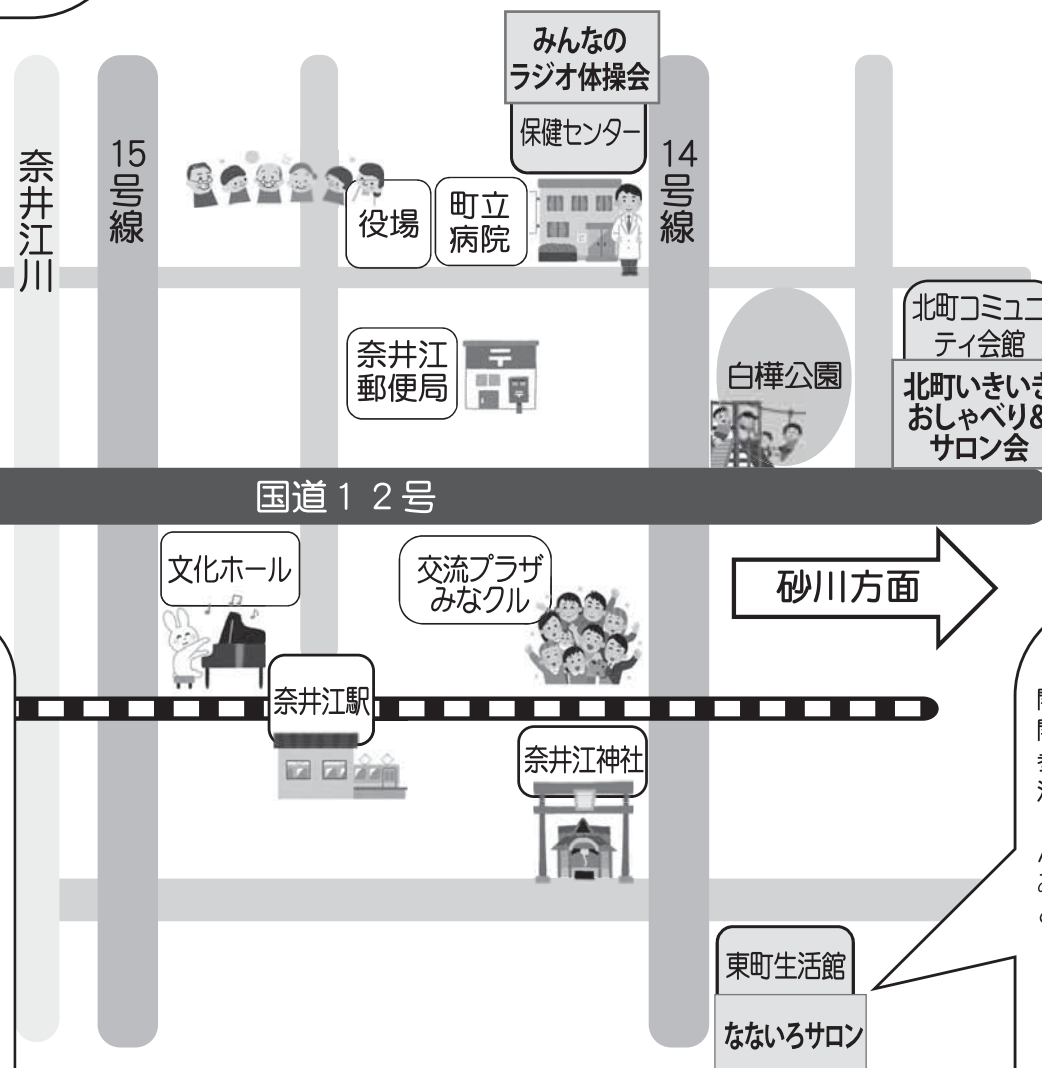 みんなの
ラジオ体操会
保健センター
奈井江川
15号線
14号線
役場
町立
病院
北町コミュニ
ティ会館
北町いきいき
おしゃべり&
サロン会
奈井江
郵便局
白樺公園
国道12号
文化ホール
交流プラザ
みなクル
砂川方面
奈井江駅
奈井江神社
東町生活館
なないろサロン